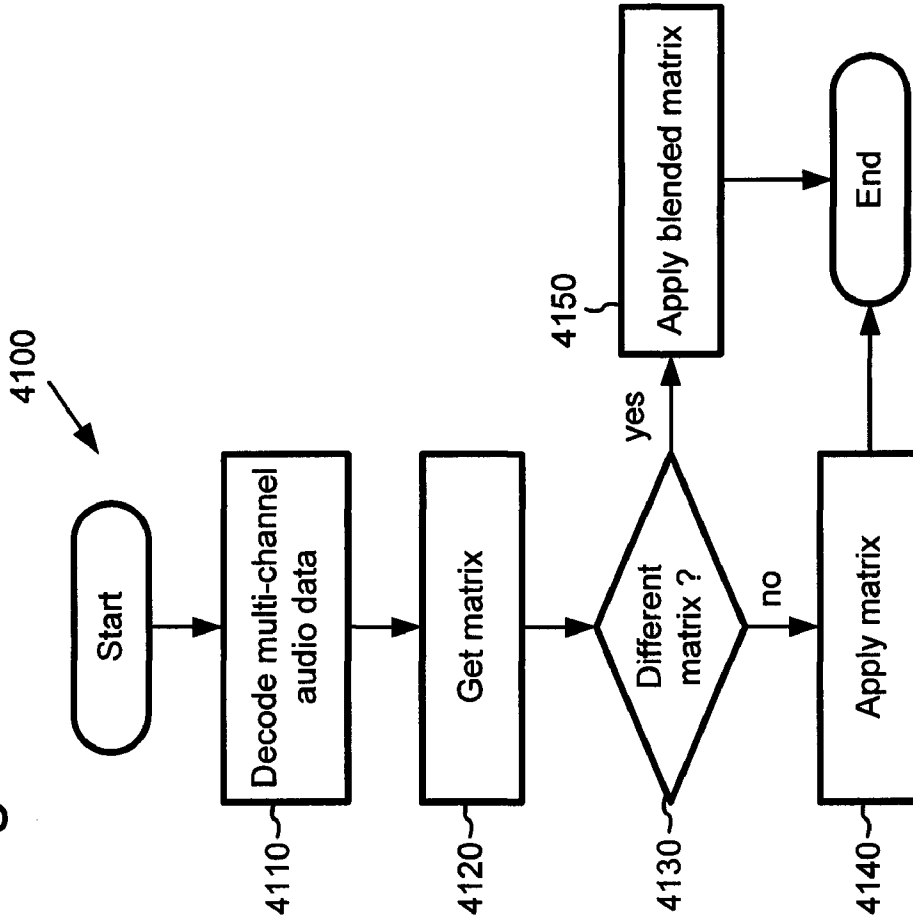 4100
Start
4110
Decode multi-channel
audio data
4120
Get matrix
4130
Different
matrix ?
yes
4150
Apply blended matrix
no
4140
Apply matrix
End